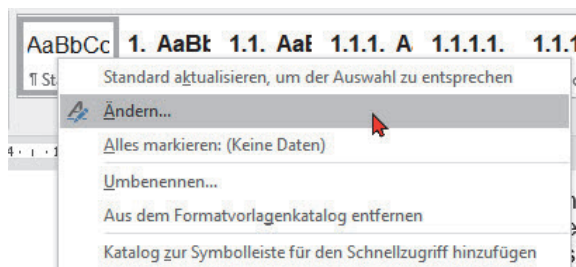 AaBbCc 1. AaBb 1.1. Aa 1.1.1. A 1.1.1.1. 1.1.1
¶ St
Standard aktualisieren, um der Auswahl zu entsprechen
Ändern...
Alles markieren: (Keine Daten)
Umbenennen...
Aus dem Formatvorlagenkatalog entfernen
Katalog zur Symbolleiste für den Schnellzugriff hinzufügen